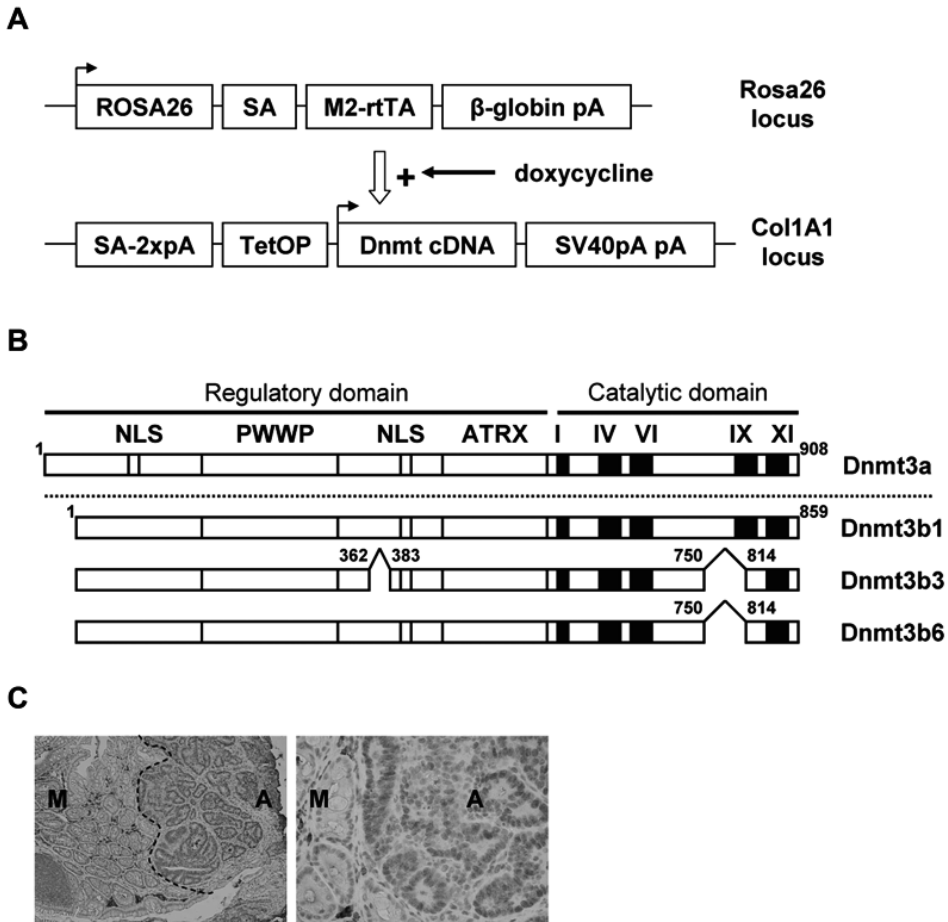 A
ROSA26 SA M2-rtTA β-globin pA Rosa26 locus
+ doxycycline
SA-2xpA TetOP Dnmt cDNA SV40pA pA Col1A1 locus
B
Regulatory domain Catalytic domain
NLS PWWP NLS ATRX I IV VI IX XI
1 908 Dnmt3a
1 859 Dnmt3b1
362 383 750 814 Dnmt3b3
750 814 Dnmt3b6
C
M A M A